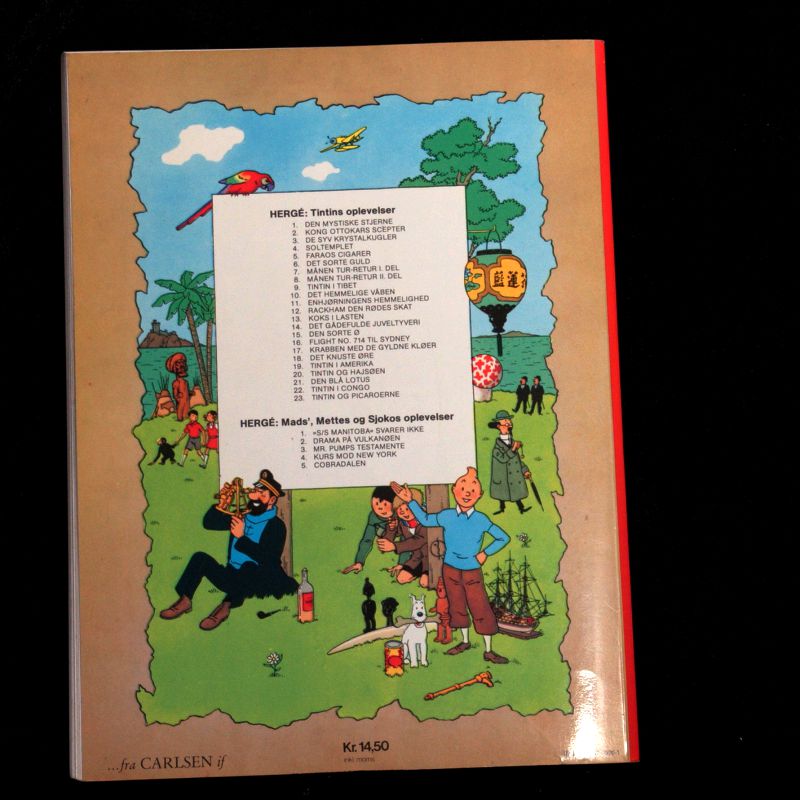 HERGÉ: Tintins oplevelser
1. DEN MYSTISKE STJERNE
2. KONG OTTOKARS SCEPTER
3. DE SYV KRYSTALKUGLER
4. SOLTEMPLET
5. FARAOS CIGARER
6. DET SORTE GULD
7. MÅNEN TUR-RETUR I. DEL
8. MÅNEN TUR-RETUR II. DEL
9. TINTIN I TIBET
10. DET HEMMELIGE VÅBEN
11. ENHJØRNINGENS HEMMELIGHED
12. RACKHAM DEN RØDES SKAT
13. KOKS I LASTEN
14. DET GÅDEFULDE JUVELTYVERI
15. DEN SORTE Ø
16. FLIGHT NO. 714 TIL SYDNEY
17. KRABBEN MED DE GYLDNE KLØER
18. DET KNUSTE ØRE
19. TINTIN I AMERIKA
20. TINTIN OG HAJSØEN
21. DEN BLÅ LOTUS
22. TINTIN I CONGO
23. TINTIN OG PICAROERNE
藍蓮
HERGÉ: Mads', Mettes og Sjokos oplevelser
1. »S/S MANITOBA« SVARER IKKE
2. DRAMA PÅ VULKANØEN
3. MR. PUMPS TESTAMENTE
4. KURS MOD NEW YORK
5. COBRADALEN
Kr. 14,50
inkl. moms
...fra CARLSEN if